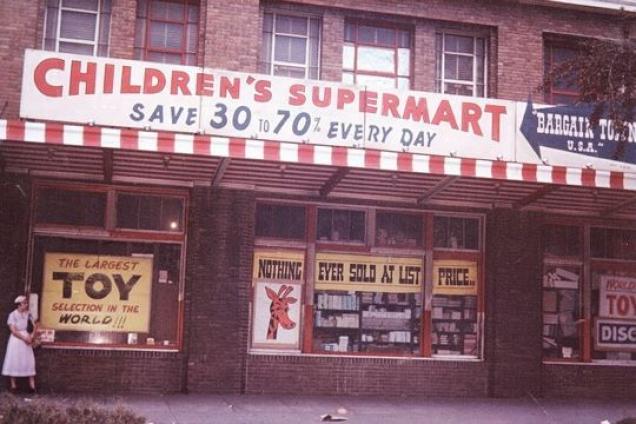 CHILDREN'S SUPERMART
SAVE 30 TO 70% EVERY DAY
BARGAIN TOWN
U.S.A.
THE LARGEST
TOY
SELECTION IN THE
WORLD!!!
NOTHING EVER SOLD AT LIST PRICE...
WORLD'S
TOY
DISC